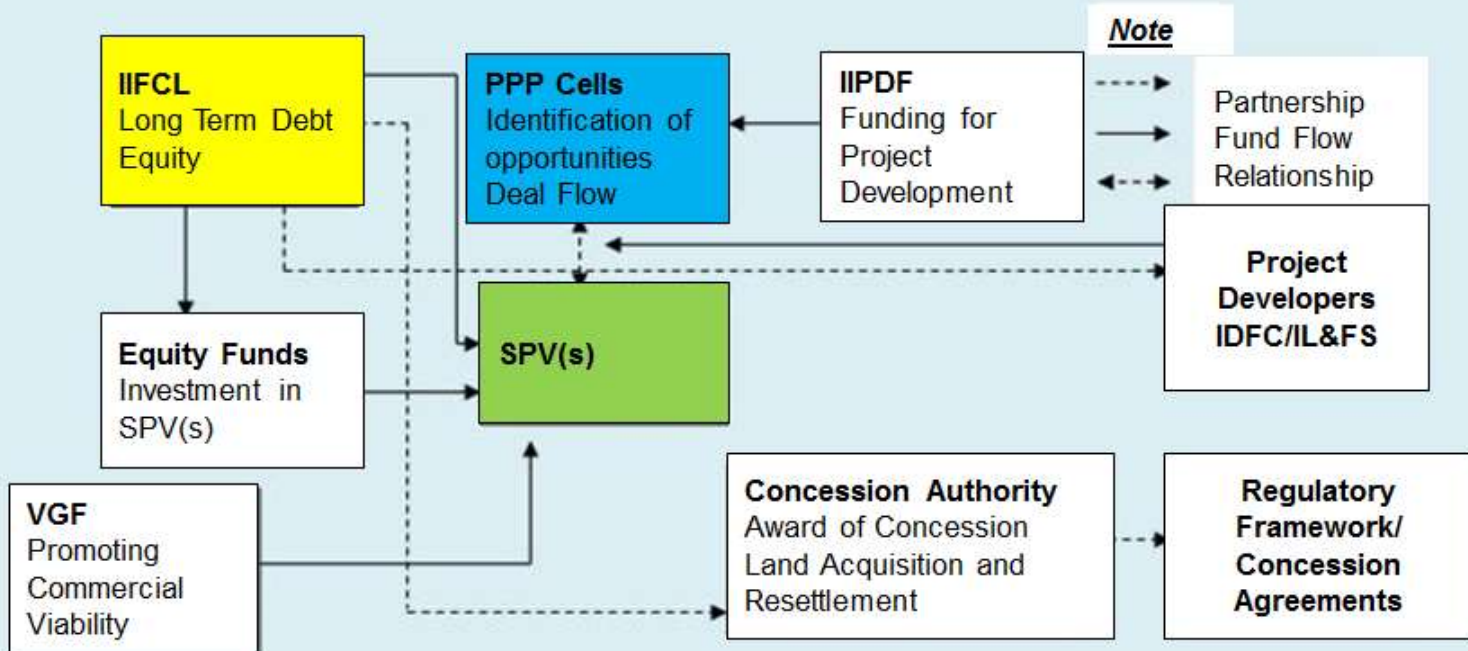 Note
IIFCL
Long Term Debt
Equity
PPP Cells
Identification of
opportunities
Deal Flow
IIPDF
Funding for
Project
Development
Partnership
Fund Flow
Relationship
Project
Developers
IDFC/IL&FS
Equity Funds
Investment in
SPV(s)
SPV(s)
VGF
Promoting
Commercial
Viability
Concession Authority
Award of Concession
Land Acquisition and
Resettlement
Regulatory
Framework/
Concession
Agreements